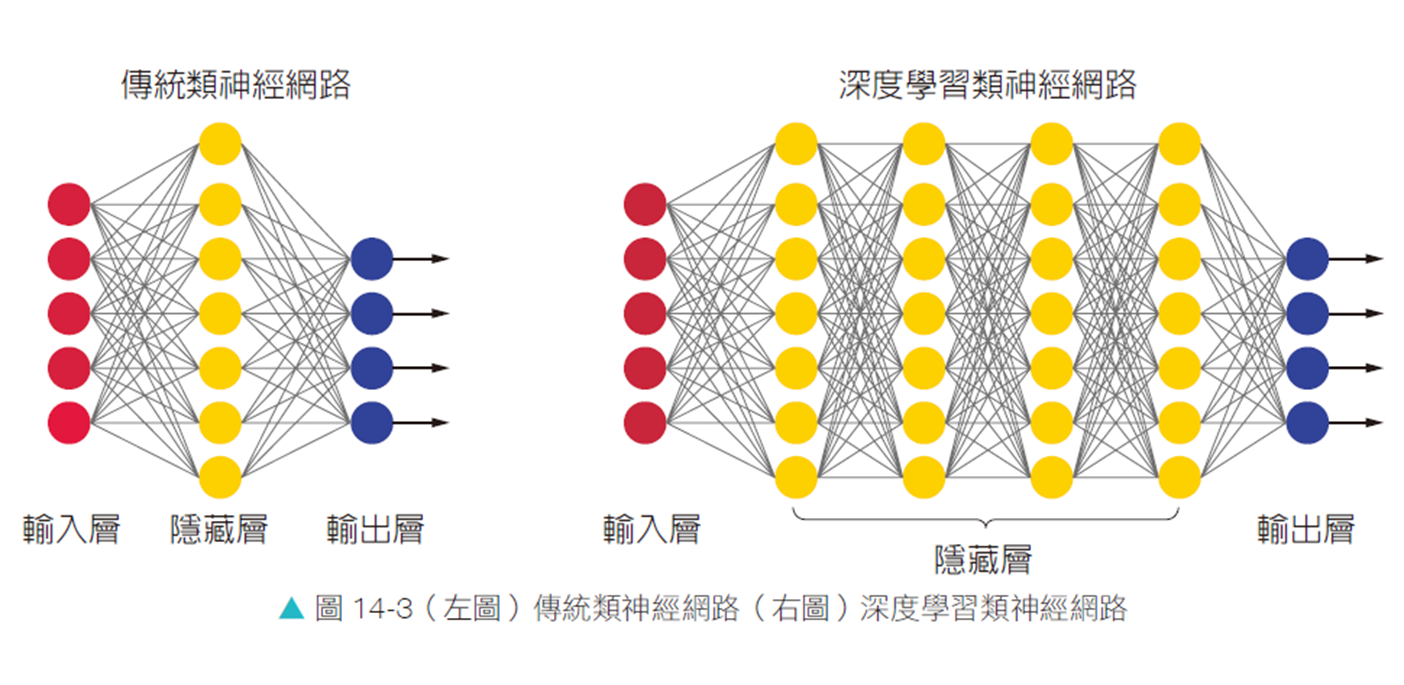 傳統類神經網路
深度學習類神經網路
輸入層
隱藏層
輸出層
輸入層
隱藏層
輸出層
▲ 圖 14-3（左圖）傳統類神經網路（右圖）深度學習類神經網路